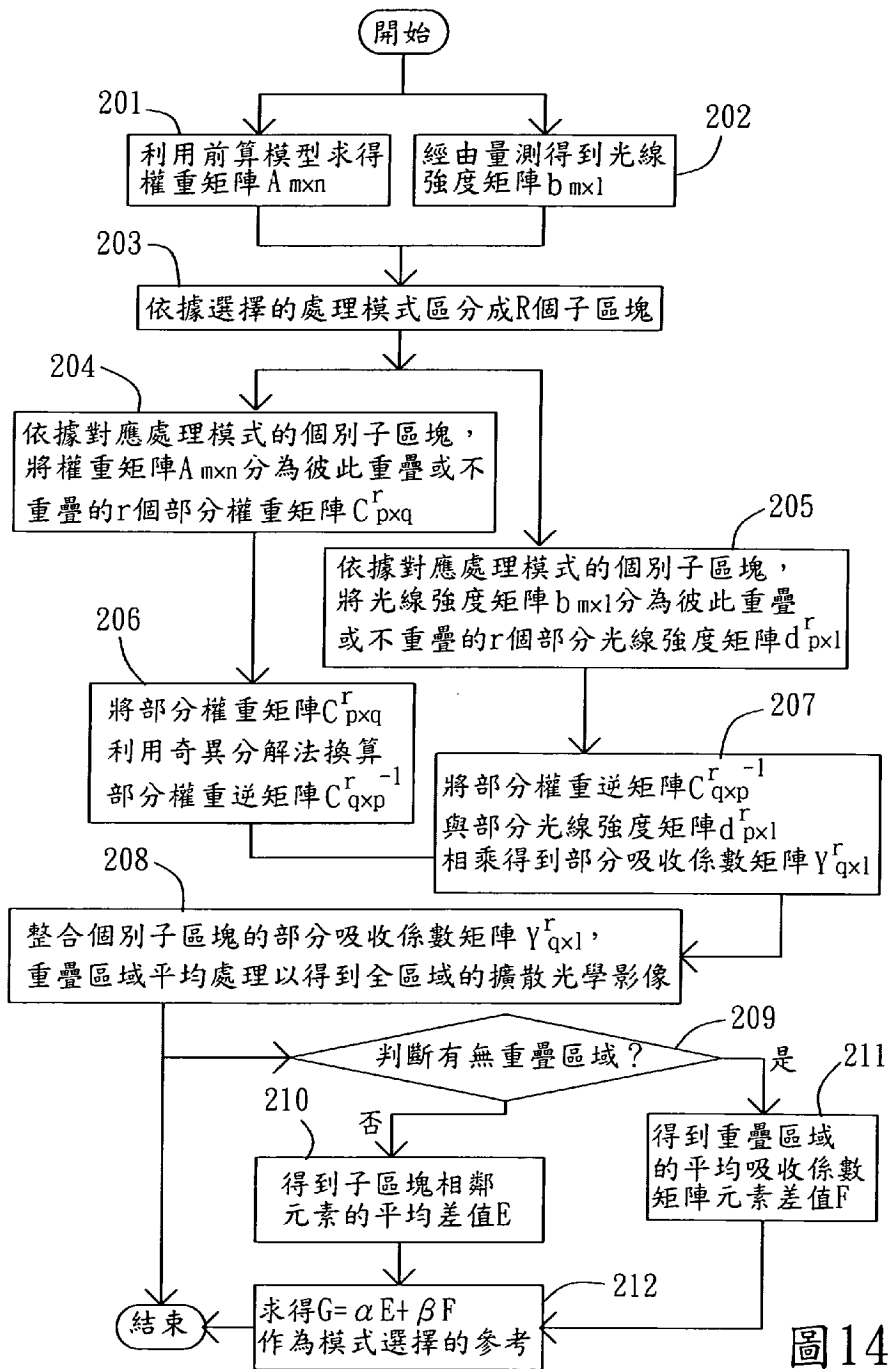 開始
201
利用前算模型求得
權重矩陣Am×n
202
經由量測得到光線
強度矩陣bm×1
203
依據選擇的處理模式區分成R個子區塊
204
依據對應處理模式的個別子區塊，
將權重矩陣Am×n分為彼此重疊或不
重疊的r個部分權重矩陣C^r_p×q
205
依據對應處理模式的個別子區塊，
將光線強度矩陣bm×1分為彼此重疊
或不重疊的r個部分光線強度矩陣d^r_p×1
206
將部分權重矩陣C^r_p×q
利用奇異分解法換算
部分權重逆矩陣C^r_q×p^-1
207
將部分權重逆矩陣C^r_q×p^-1
與部分光線強度矩陣d^r_p×1
相乘得到部分吸收係數矩陣Y^r_q×1
208
整合個別子區塊的部分吸收係數矩陣Y^r_q×1，
重疊區域平均處理以得到全區域的擴散光學影像
209
判斷有無重疊區域？
是
否
210
得到子區塊相鄰
元素的平均差值E
211
得到重疊區域
的平均吸收係數
矩陣元素差值F
212
求得G=αE+βF
作為模式選擇的參考
結束
圖14